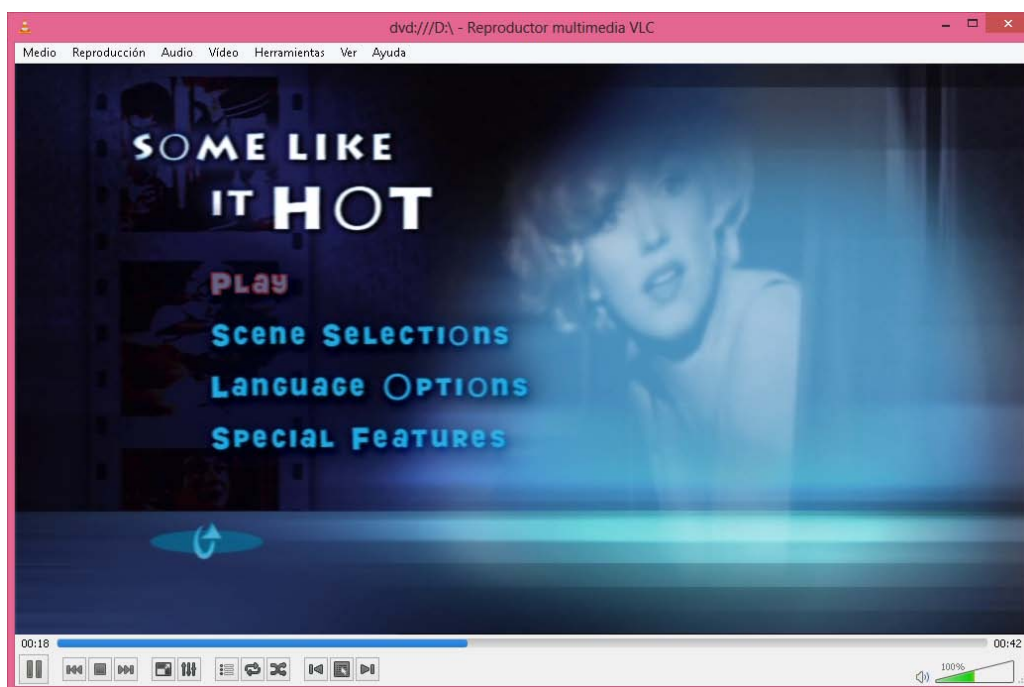 dvd:///D:\ - Reproductor multimedia VLC
Medio Reproducción Audio Vídeo Herramientas Ver Ayuda
SOME LIKE
IT HOT
Play
Scene Selections
Language Options
Special Features
00:18 00:42
100%